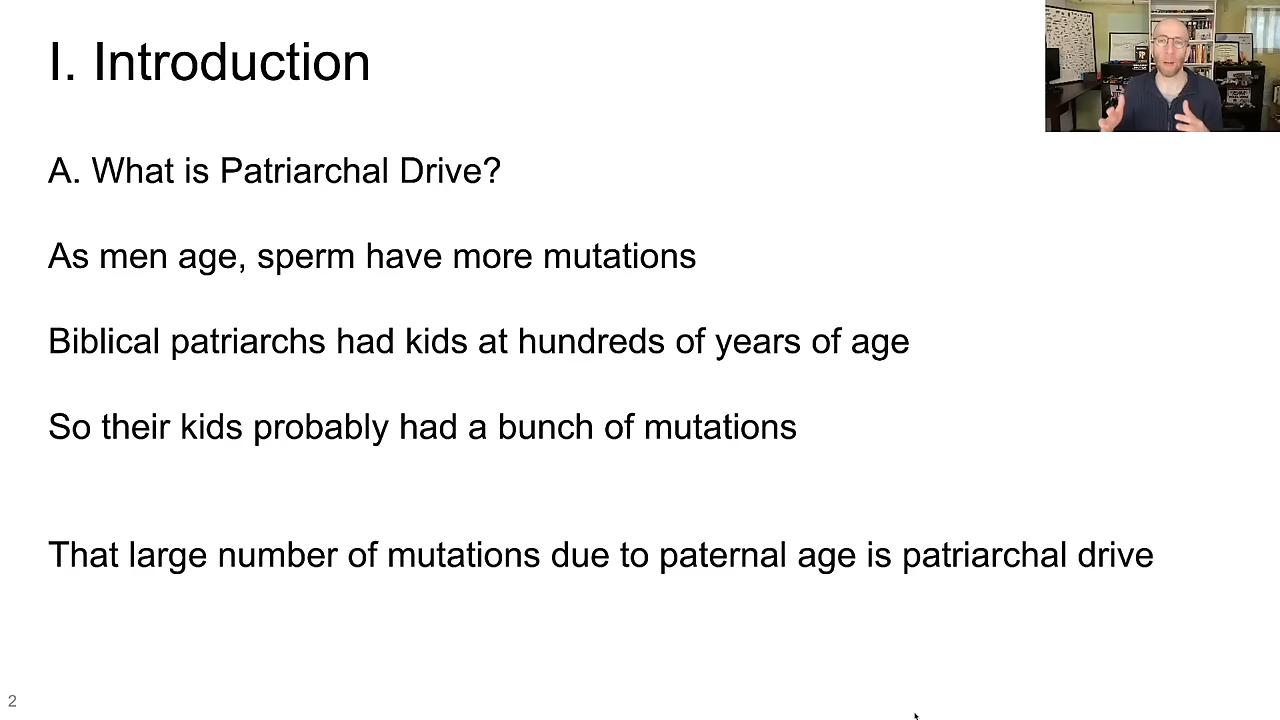 I. Introduction
A. What is Patriarchal Drive?
As men age, sperm have more mutations
Biblical patriarchs had kids at hundreds of years of age
So their kids probably had a bunch of mutations
That large number of mutations due to paternal age is patriarchal drive
2